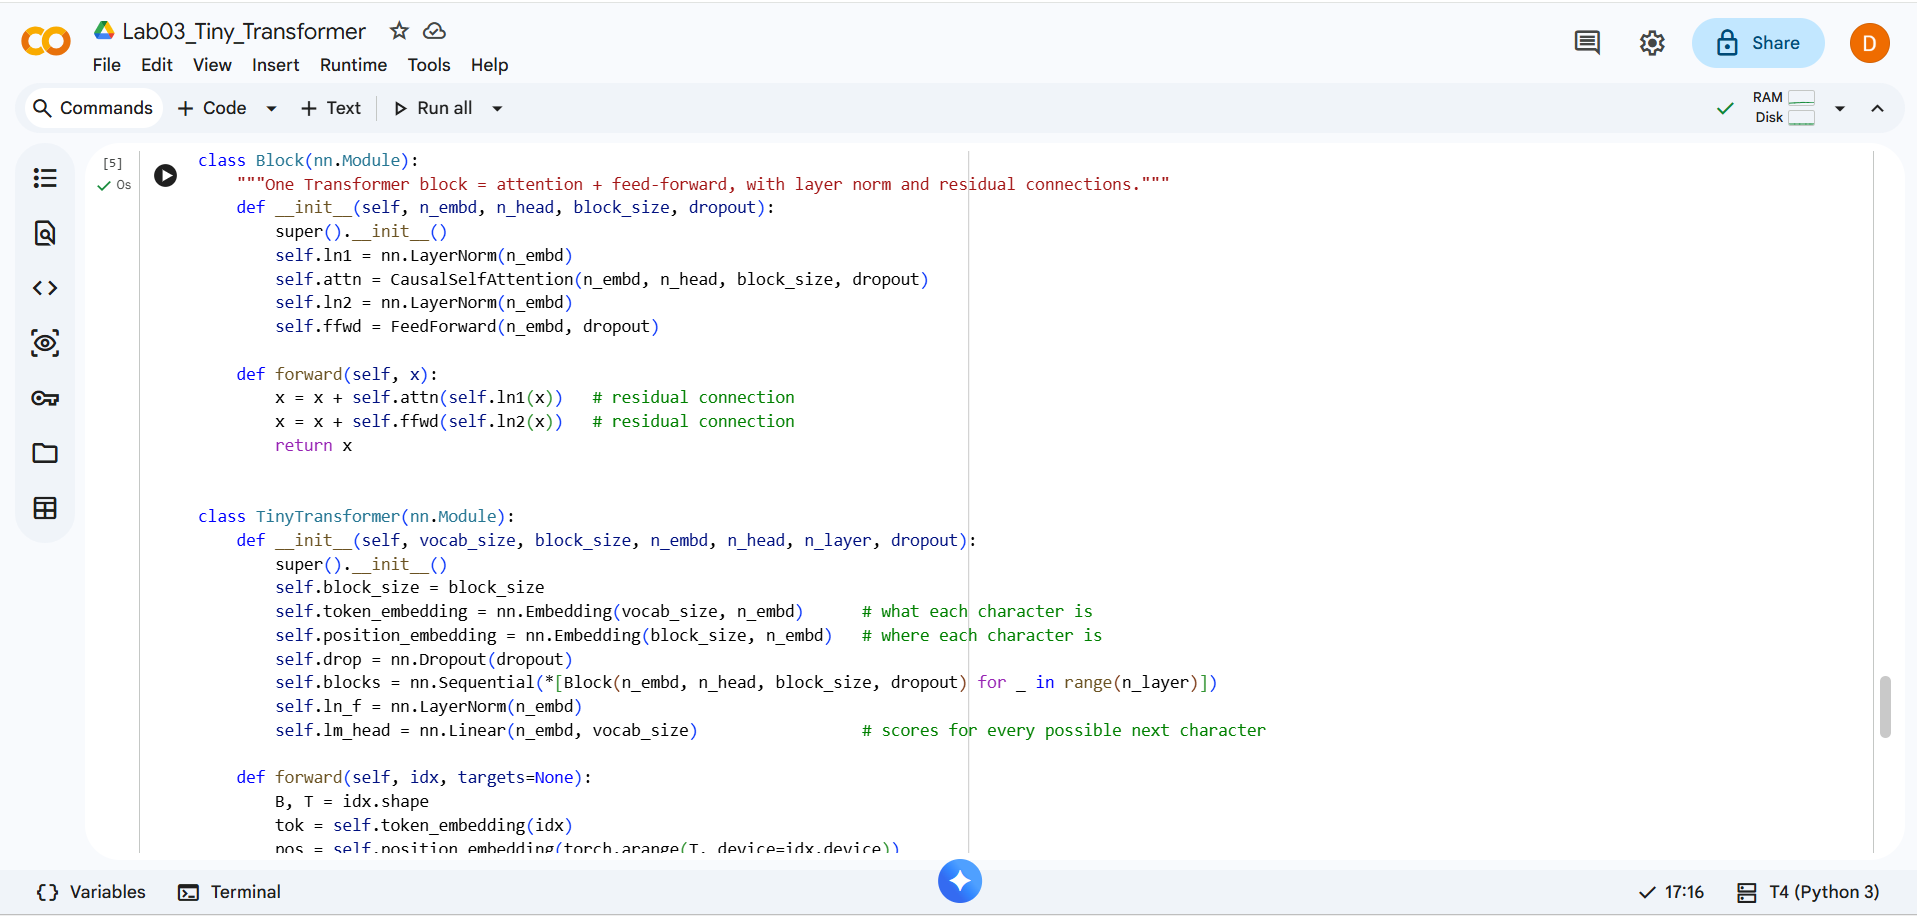 Lab03_Tiny_Transformer
File Edit View Insert Runtime Tools Help
Share
D
Commands + Code + Text Run all
RAM
Disk
[5]
0s
class Block(nn.Module):
    """One Transformer block = attention + feed-forward, with layer norm and residual connections."""
    def __init__(self, n_embd, n_head, block_size, dropout):
        super().__init__()
        self.ln1 = nn.LayerNorm(n_embd)
        self.attn = CausalSelfAttention(n_embd, n_head, block_size, dropout)
        self.ln2 = nn.LayerNorm(n_embd)
        self.ffwd = FeedForward(n_embd, dropout)
    def forward(self, x):
        x = x + self.attn(self.ln1(x))   # residual connection
        x = x + self.ffwd(self.ln2(x))   # residual connection
        return x
class TinyTransformer(nn.Module):
    def __init__(self, vocab_size, block_size, n_embd, n_head, n_layer, dropout):
        super().__init__()
        self.block_size = block_size
        self.token_embedding = nn.Embedding(vocab_size, n_embd)      # what each character is
        self.position_embedding = nn.Embedding(block_size, n_embd)   # where each character is
        self.drop = nn.Dropout(dropout)
        self.blocks = nn.Sequential(*[Block(n_embd, n_head, block_size, dropout) for _ in range(n_layer)])
        self.ln_f = nn.LayerNorm(n_embd)
        self.lm_head = nn.Linear(n_embd, vocab_size)                 # scores for every possible next character
    def forward(self, idx, targets=None):
        B, T = idx.shape
        tok = self.token_embedding(idx)
        pos = self.position_embedding(torch.arange(T, device=idx.device))
{} Variables Terminal
17:16 T4 (Python 3)